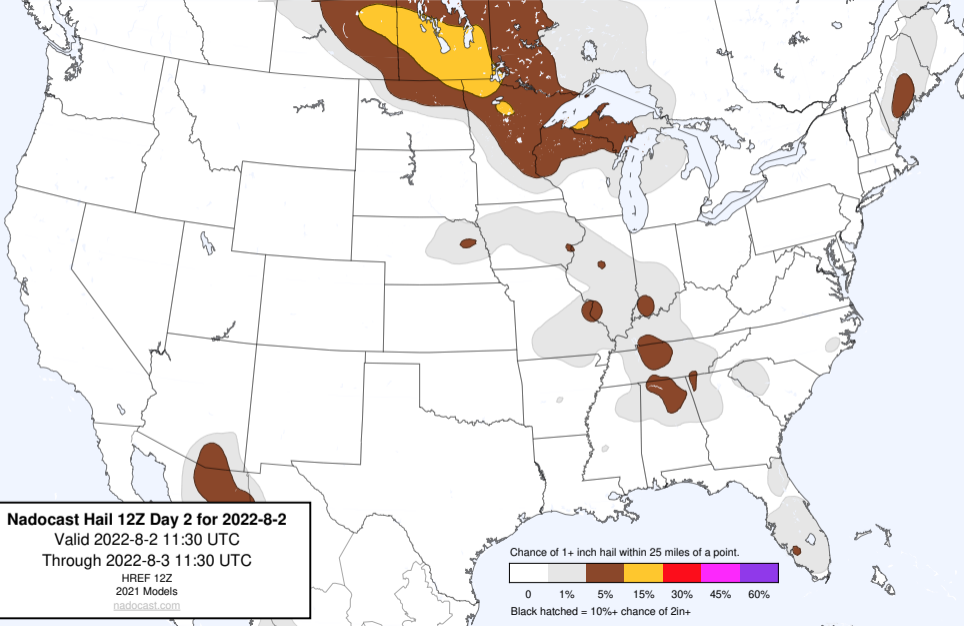 Nadocast Hail 12Z Day 2 for 2022-8-2
Valid 2022-8-2 11:30 UTC
Through 2022-8-3 11:30 UTC
HREF 12Z
2021 Models
nadocast.com
Chance of 1+ inch hail within 25 miles of a point.
0 1% 5% 15% 30% 45% 60%
Black hatched = 10%+ chance of 2in+